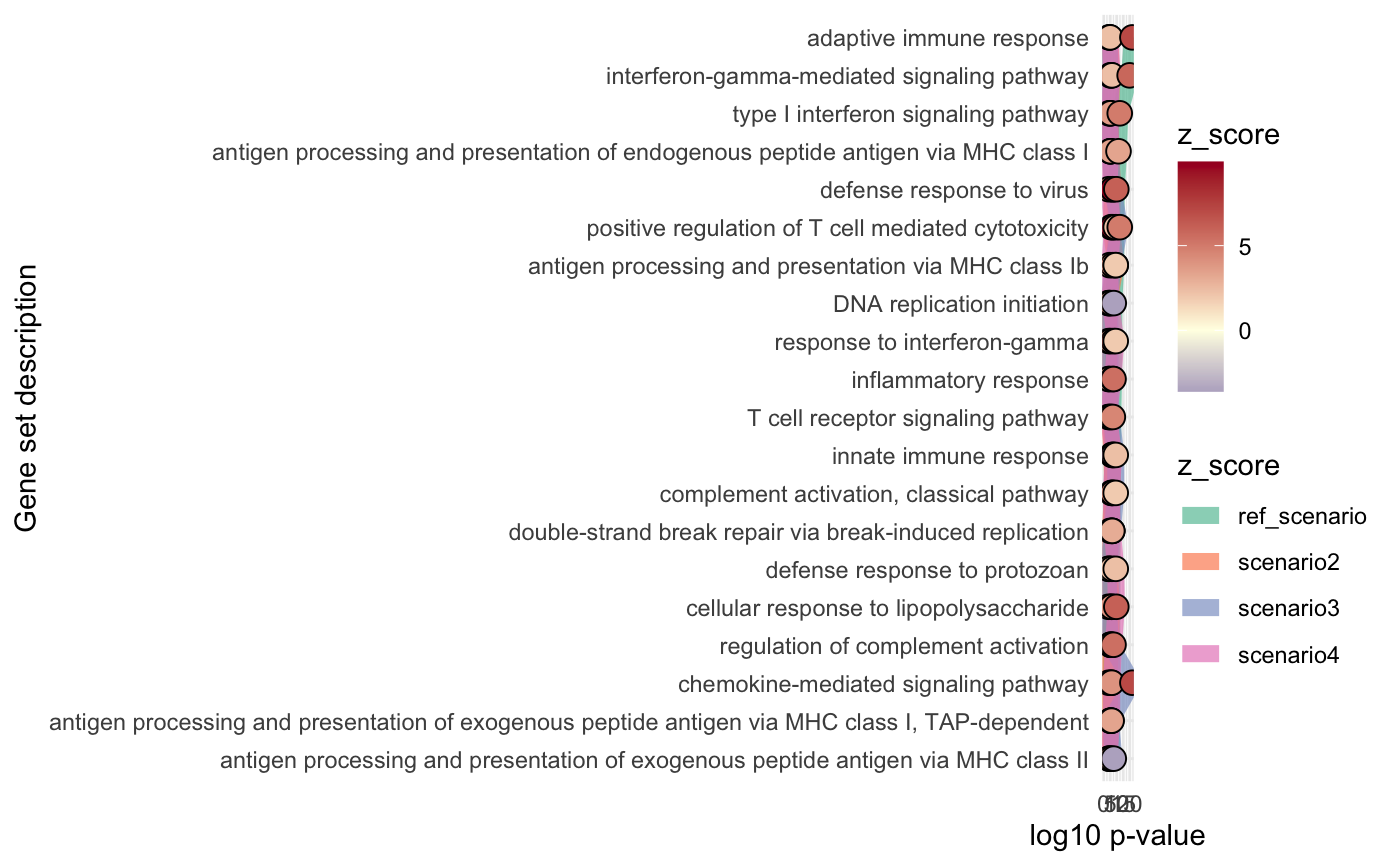 Gene set description
adaptive immune response
interferon-gamma-mediated signaling pathway
type I interferon signaling pathway
antigen processing and presentation of endogenous peptide antigen via MHC class I
defense response to virus
positive regulation of T cell mediated cytotoxicity
antigen processing and presentation via MHC class Ib
DNA replication initiation
response to interferon-gamma
inflammatory response
T cell receptor signaling pathway
innate immune response
complement activation, classical pathway
double-strand break repair via break-induced replication
defense response to protozoan
cellular response to lipopolysaccharide
regulation of complement activation
chemokine-mediated signaling pathway
antigen processing and presentation of exogenous peptide antigen via MHC class I, TAP-dependent
antigen processing and presentation of exogenous peptide antigen via MHC class II
log10 p-value
z_score
5
0
z_score
ref_scenario
scenario2
scenario3
scenario4